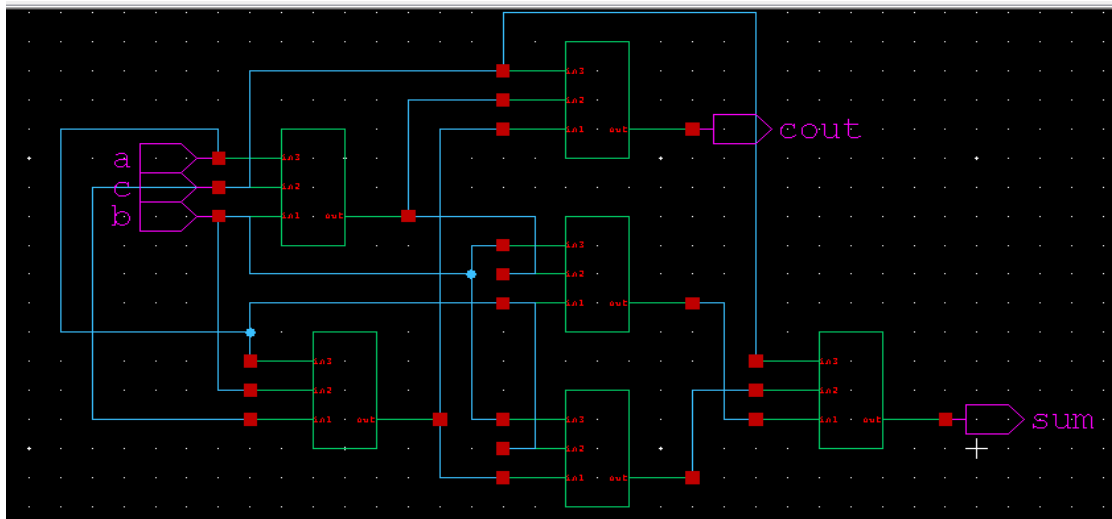 in3
in2
in1 out
cout
a
c
b
in3
in2
in1 out
in3
in2
in1 out
in3
in2
in1 out
in3
in2
in1 out
in3
in2
in1 out
sum